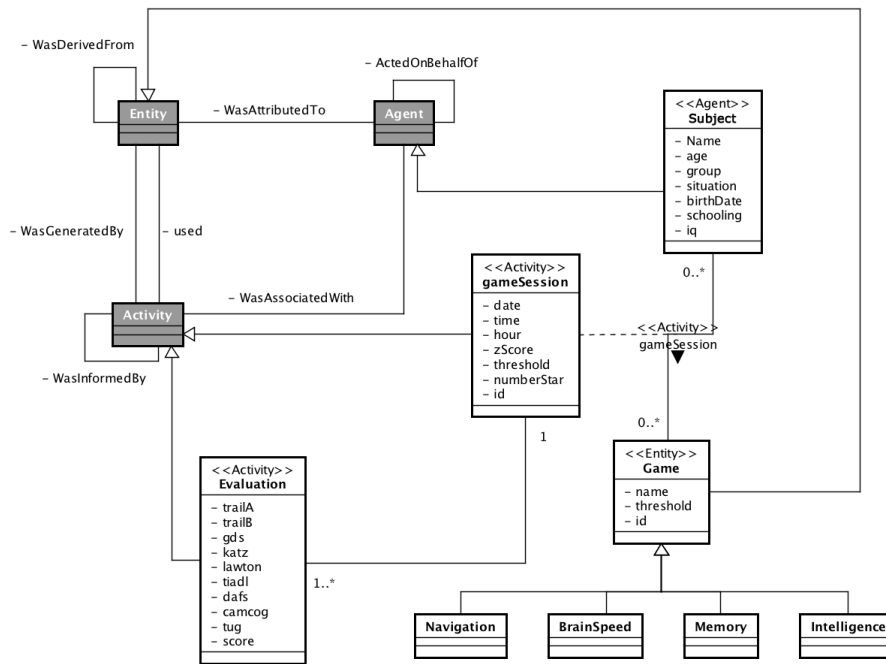 - WasDerivedFrom
- ActedOnBehalfOf
Entity
- WasAttributedTo
Agent
<<Agent>>
Subject
- Name
- age
- group
- situation
- birthDate
- schooling
- iq
- WasGeneratedBy
- used
0..*
<<Activity>>
gameSession
- date
- time
- hour
- zScore
- threshold
- numberStar
- id
- WasAssociatedWith
Activity
<<Activity>>
gameSession
- WasInformedBy
1
0..*
<<Entity>>
Game
- name
- threshold
- id
<<Activity>>
Evaluation
- trailA
- trailB
- gds
- katz
- lawton
- tiadl
- dafs
- camcog
- tug
- score
1..*
Navigation
BrainSpeed
Memory
Intelligence